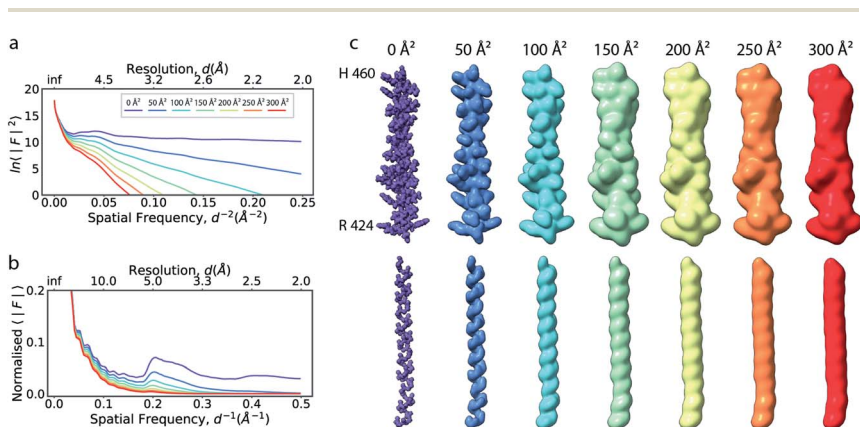 a
Resolution, d(Å)
inf 4.5 3.2 2.6 2.2 2.0
20
15
10
5
0
ln(|F|²)
0 Å² 50 Å² 100 Å² 150 Å² 200 Å² 250 Å² 300 Å²
0.00 0.05 0.10 0.15 0.20 0.25
Spatial Frequency, d⁻²(Å⁻²)
b
Resolution, d(Å)
inf 10.0 5.0 3.3 2.5 2.0
0.2
0.1
0.0
Normalised ⟨|F|⟩
0.0 0.1 0.2 0.3 0.4 0.5
Spatial Frequency, d⁻¹(Å⁻¹)
c
0 Å² 50 Å² 100 Å² 150 Å² 200 Å² 250 Å² 300 Å²
H 460
R 424